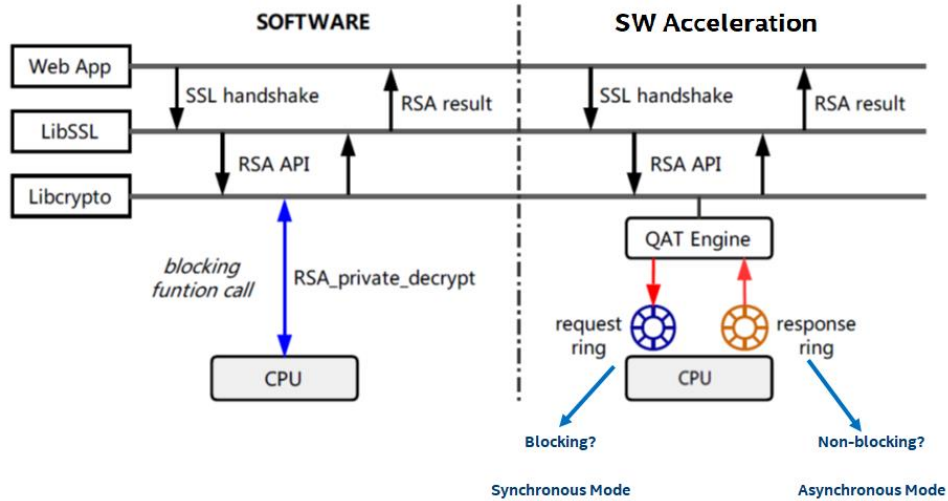 SOFTWARE
SW Acceleration
Web App
SSL handshake
RSA result
SSL handshake
RSA result
LibSSL
RSA API
RSA API
Libcrypto
QAT Engine
blocking
funtion call
RSA_private_decrypt
request
ring
response
ring
CPU
CPU
Blocking?
Non-blocking?
Synchronous Mode
Asynchronous Mode